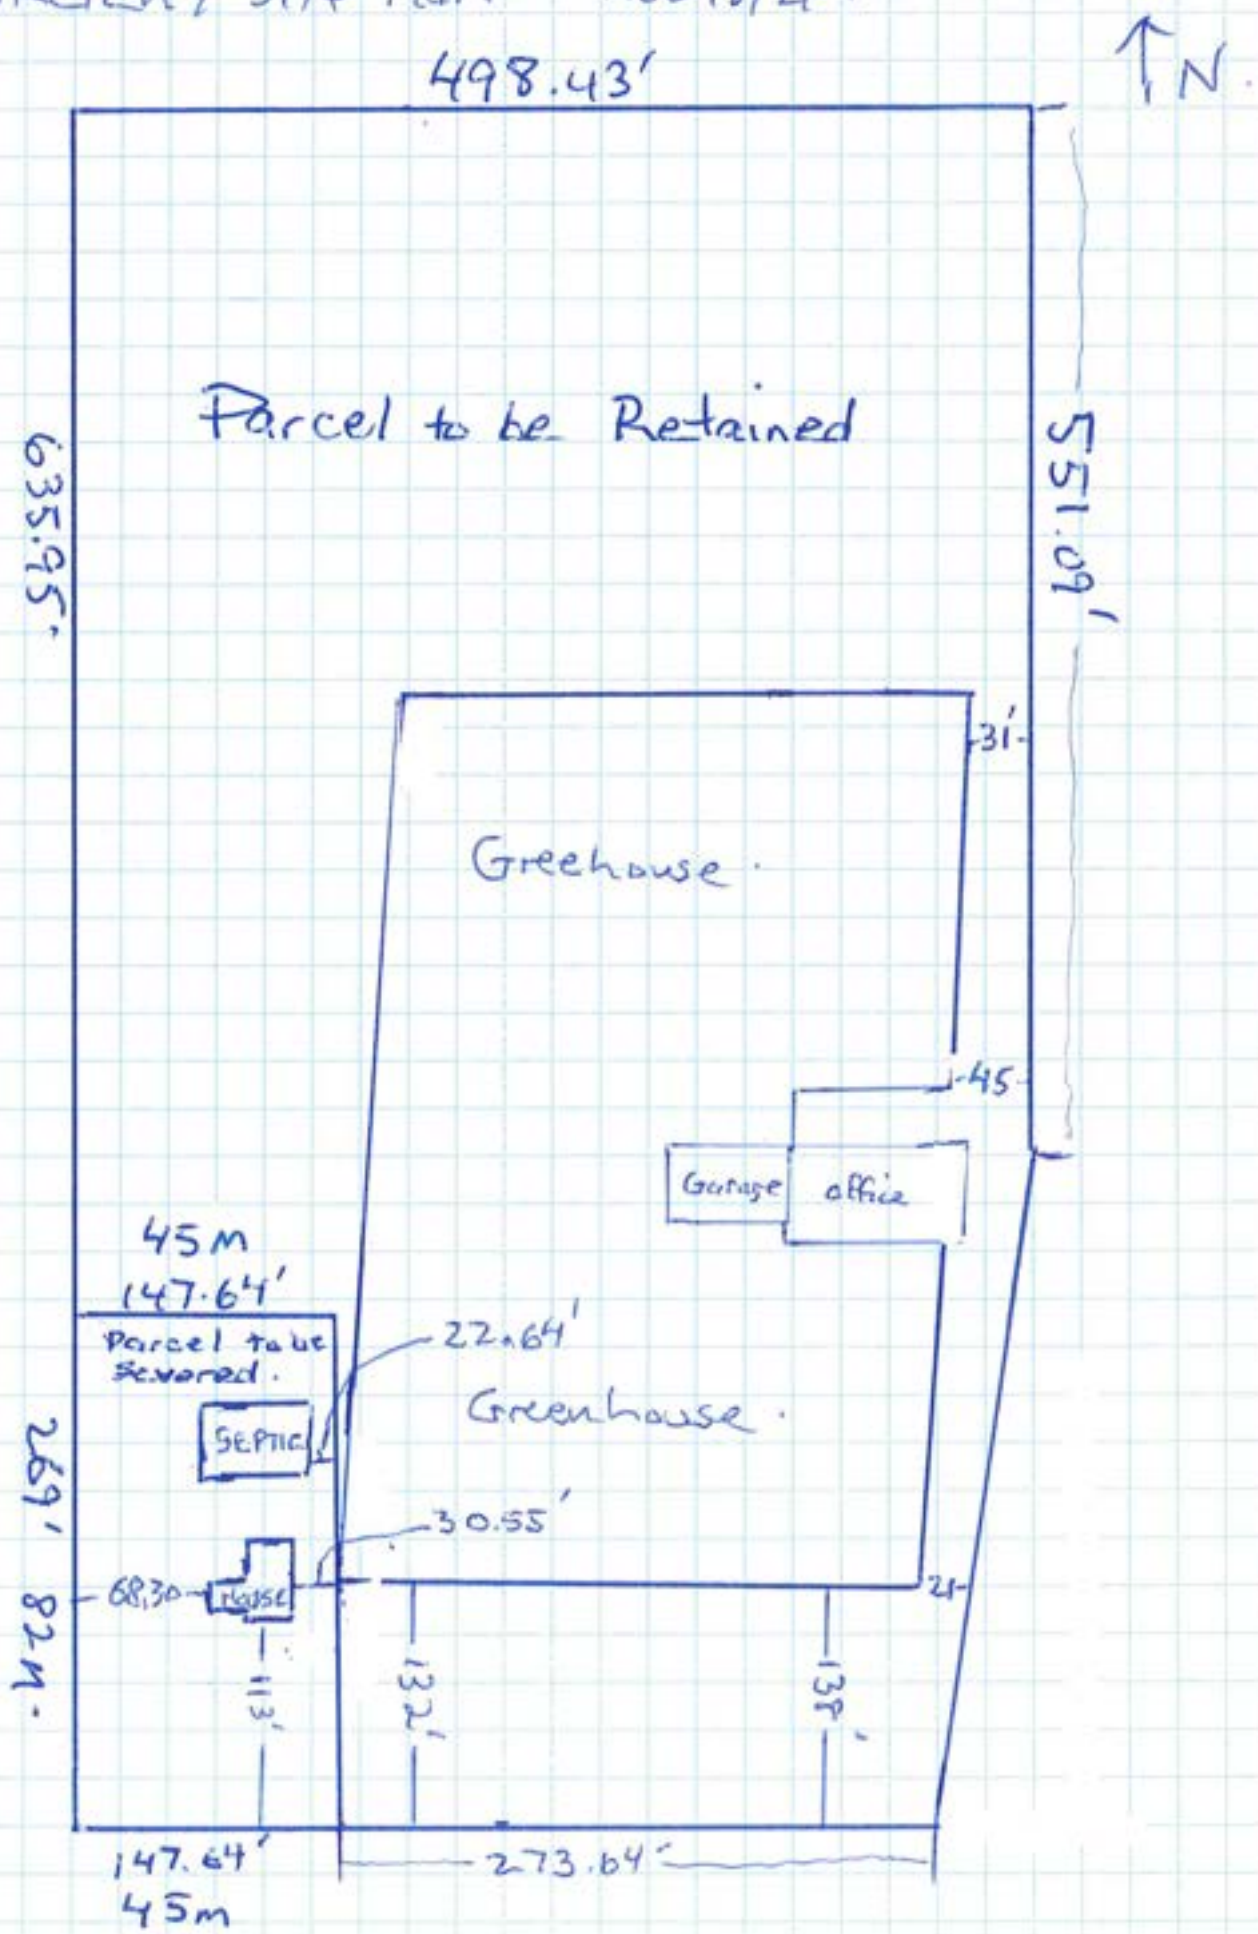 498.43'
N.
Parcel to be Retained
635.95'
551.09'
31'
Greehouse.
45
Garage office
45M
147.64'
Parcel to be
Severed.
22.64'
Greenhouse.
SEPTIC
269' 82M.
30.55'
68.30
House
21
113'
132'
138'
147.64'
45m
273.64'